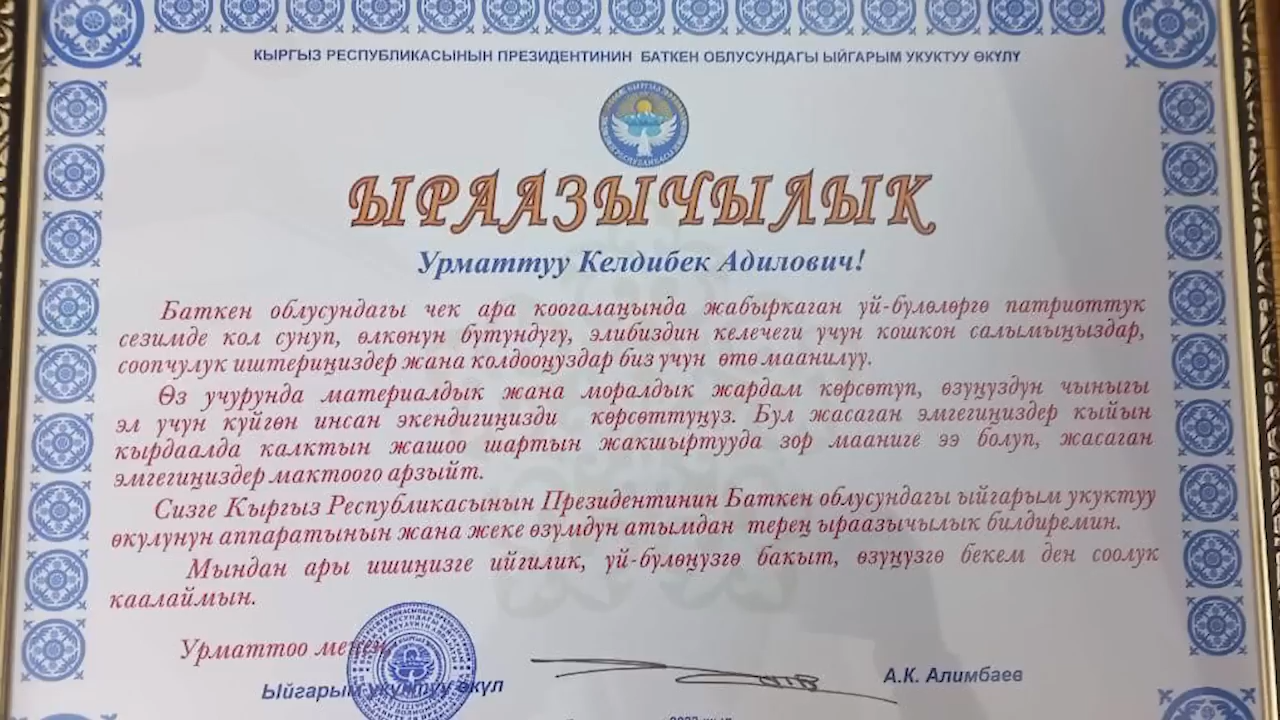 КЫРГЫЗ РЕСПУБЛИКАСЫНЫН ПРЕЗИДЕНТИНИН БАТКЕН ОБЛУСУНДАГЫ ЫЙГАРЫМ УКУКТУУ ӨКҮЛҮ
ЫРААЗЫЧЫЛЫК
Урматтуу Келдибек Адилович!
Баткен облусундагы чек ара коогалаңында жабыркаган үй-бүлөлөргө патриоттук
сезимде кол сунуп, өлкөнүн бүтүндүгү, элибиздин келечеги үчүн кошкон салымыңыздар,
соопчулук иштериңиздер жана колдооңуздар биз үчүн өтө маанилүү.
Өз учурунда материалдык жана моралдык жардам көрсөтүп, өзүңүздүн чыныгы
эл үчүн күйгөн инсан экендигиңизди көрсөттүңүз. Бул жасаган эмгегиңиздер кыйын
кырдаалда калктын жашоо шартын жакшыртууда зор мааниге ээ болуп, жасаган
эмгегиңиздер мактоого арзыйт.
Сизге Кыргыз Республикасынын Президентинин Баткен облусундагы ыйгарым укуктуу
өкүлүнүн аппаратынын жана жеке өзүмдүн атымдан терең ыраазычылык билдиремин.
Мындан ары ишиңизге ийгилик, үй-бүлөңүзгө бакыт, өзүңүзгө бекем ден соолук
каалаймын.
Урматтоо менен,
Ыйгарым укуктуу өкүл
А.К. Алимбаев